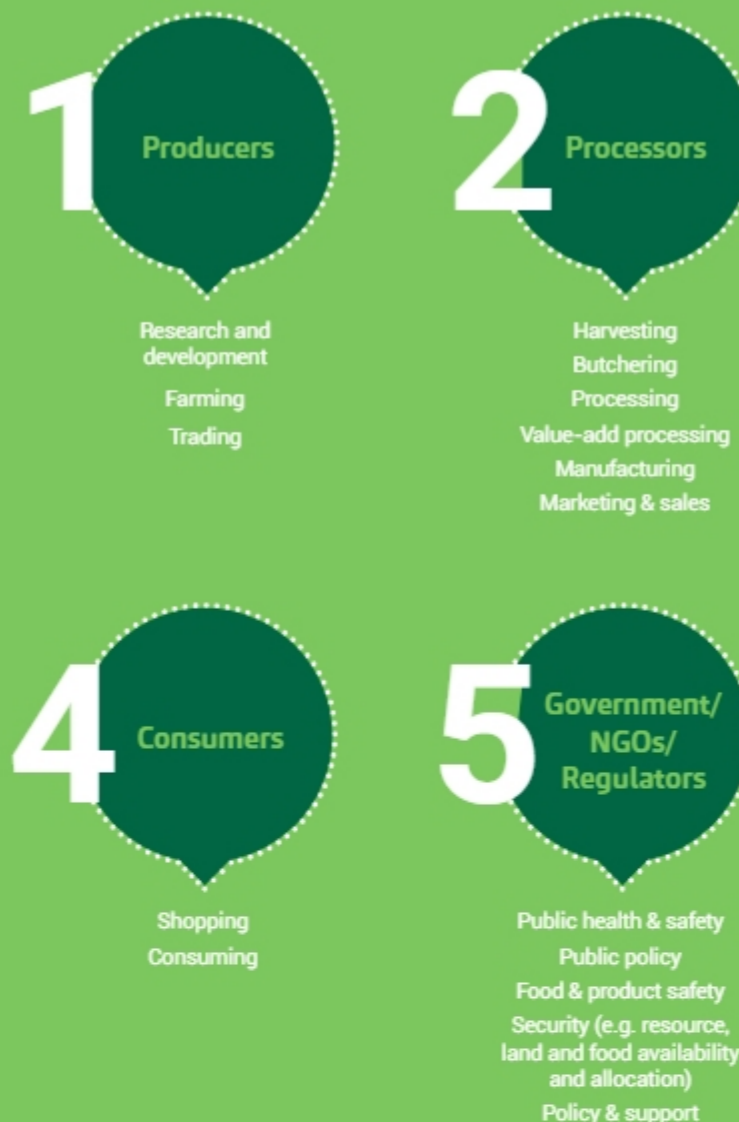 1
Producers
Research and
development
Farming
Trading
2
Processors
Harvesting
Butchering
Processing
Value-add processing
Manufacturing
Marketing & sales
4
Consumers
Shopping
Consuming
5
Government/
NGOs/
Regulators
Public health & safety
Public policy
Food & product safety
Security (e.g. resource,
land and food availability
and allocation)
Policy & support